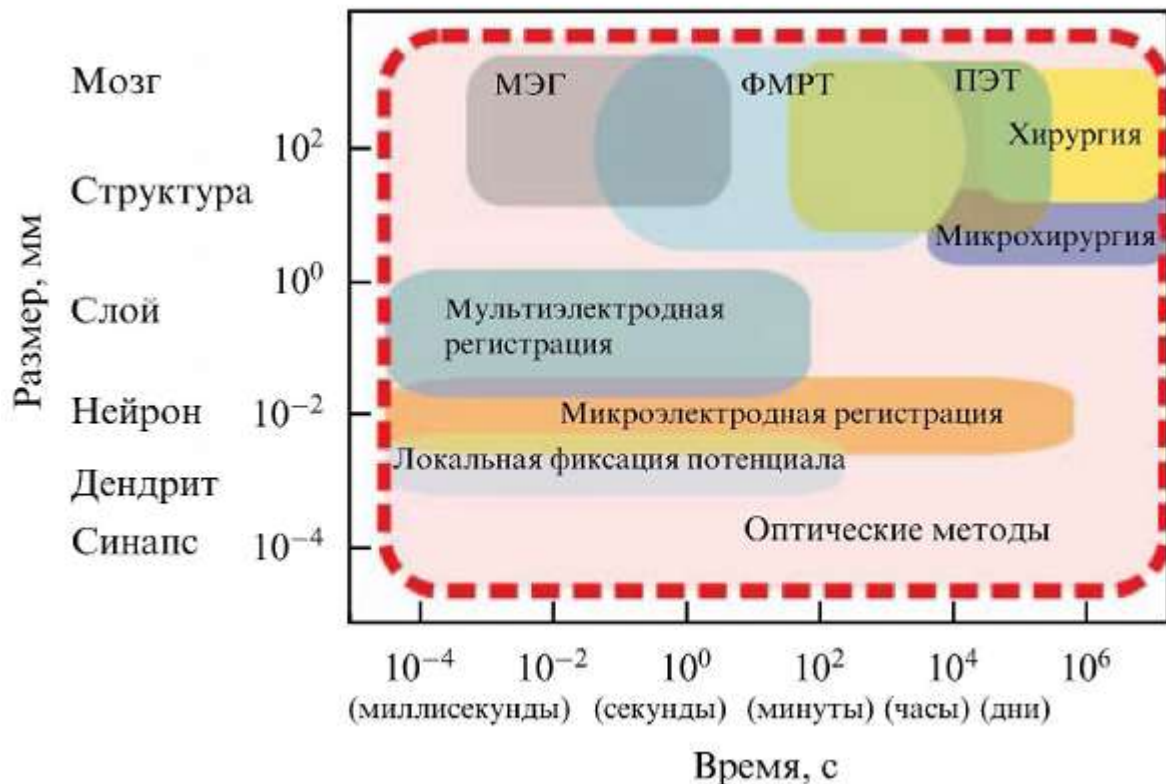 Размер, мм
Мозг
Структура
Слой
Нейрон
Дендрит
Синапс
10²
10⁰
10⁻²
10⁻⁴
МЭГ
ФМРТ
ПЭТ
Хирургия
Микрохирургия
Мультиэлектродная
регистрация
Микроэлектродная регистрация
Локальная фиксация потенциала
Оптические методы
10⁻⁴ 10⁻² 10⁰ 10² 10⁴ 10⁶
(миллисекунды) (секунды) (минуты) (часы) (дни)
Время, с